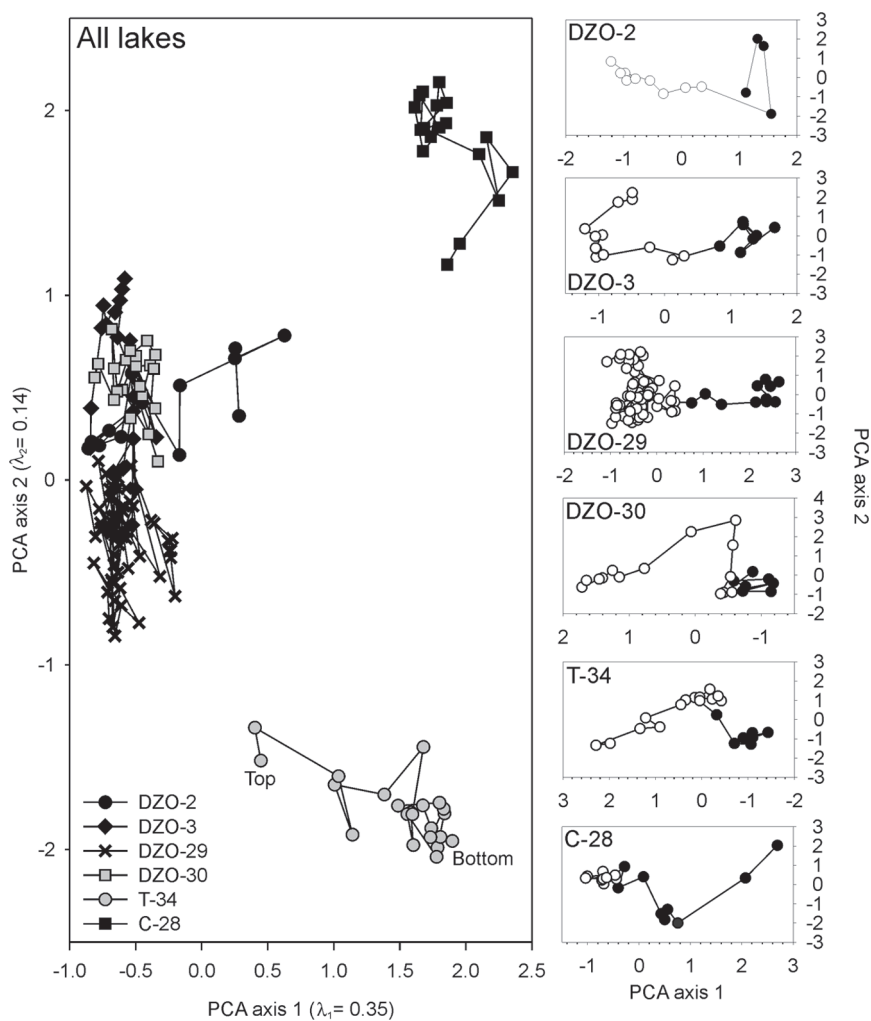 All lakes
2
1
0
-1
-2
PCA axis 2 (λ2= 0.14)
Top
Bottom
DZO-2
DZO-3
DZO-29
DZO-30
T-34
C-28
-1.0 -0.5 0.0 0.5 1.0 1.5 2.0 2.5
PCA axis 1 (λ1= 0.35)
DZO-2
3
2
1
0
-1
-2
-3
-2 -1 0 1 2
DZO-3
3
2
1
0
-1
-2
-3
-1 0 1 2
DZO-29
3
2
1
0
-1
-2
-3
-2 -1 0 1 2 3
DZO-30
4
3
2
1
0
-1
-2
2 1 0 -1
T-34
3
2
1
0
-1
-2
-3
3 2 1 0 -1 -2
C-28
3
2
1
0
-1
-2
-3
-1 0 1 2 3
PCA axis 1
PCA axis 2